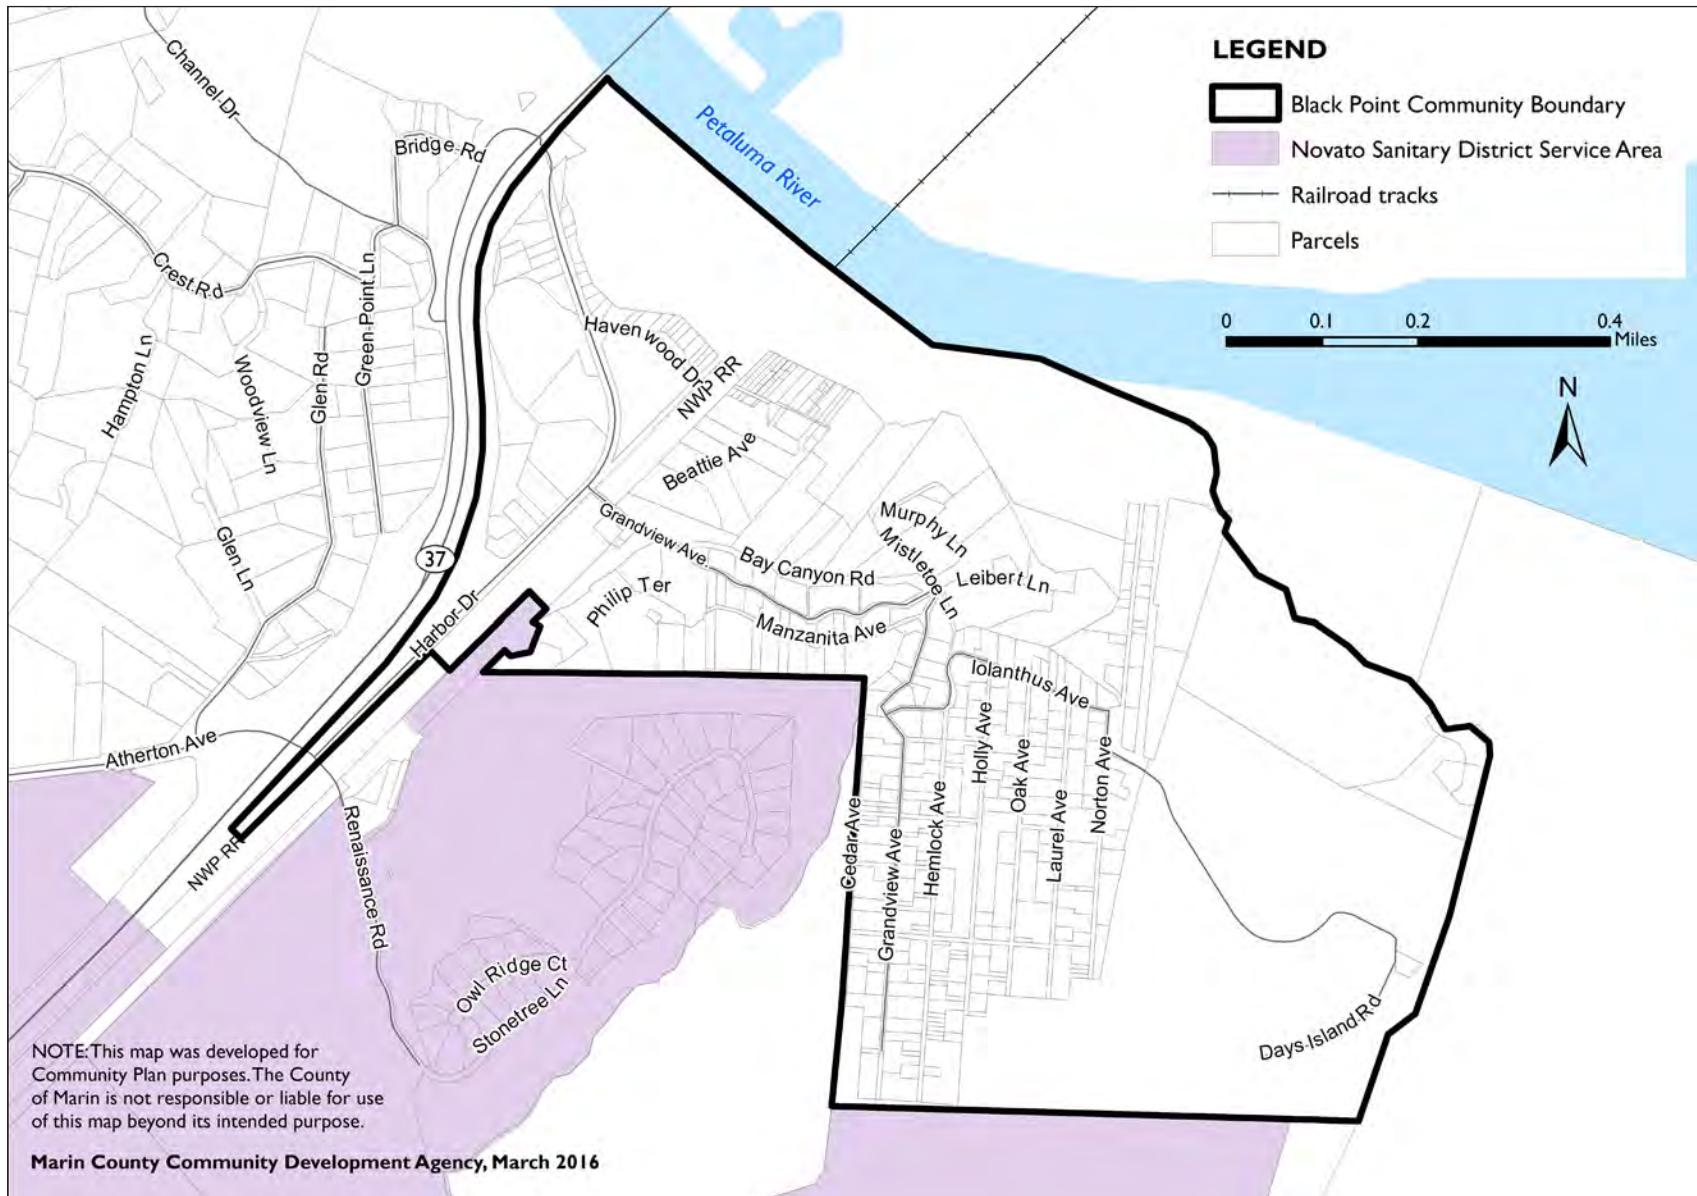 LEGEND
Black Point Community Boundary
Novato Sanitary District Service Area
Railroad tracks
Parcels
0 0.1 0.2 0.4
Miles
N
Channel Dr
Bridge Rd
Petaluma River
Crest Rd
Green Point Ln
Glen Rd
Woodview Ln
Hampton Ln
Haven wood Dr
NWP RR
Beattie Ave
Glen Ln
37
Grandview Ave
Murphy Ln
Mistletoe Ln
Bay Canyon Rd
Leibert Ln
Philip Ter
Manzanita Ave
Harbor Dr
Iolanthus Ave
Atherton Ave
Holly Ave
Oak Ave
Norton Ave
Laurel Ave
Hemlock Ave
Cedar Ave
Grandview Ave
NWP RR
Renaissance Rd
Owl Ridge Ct
Stonetree Ln
Days Island Rd
NOTE: This map was developed for
Community Plan purposes. The County
of Marin is not responsible or liable for use
of this map beyond its intended purpose.
Marin County Community Development Agency, March 2016